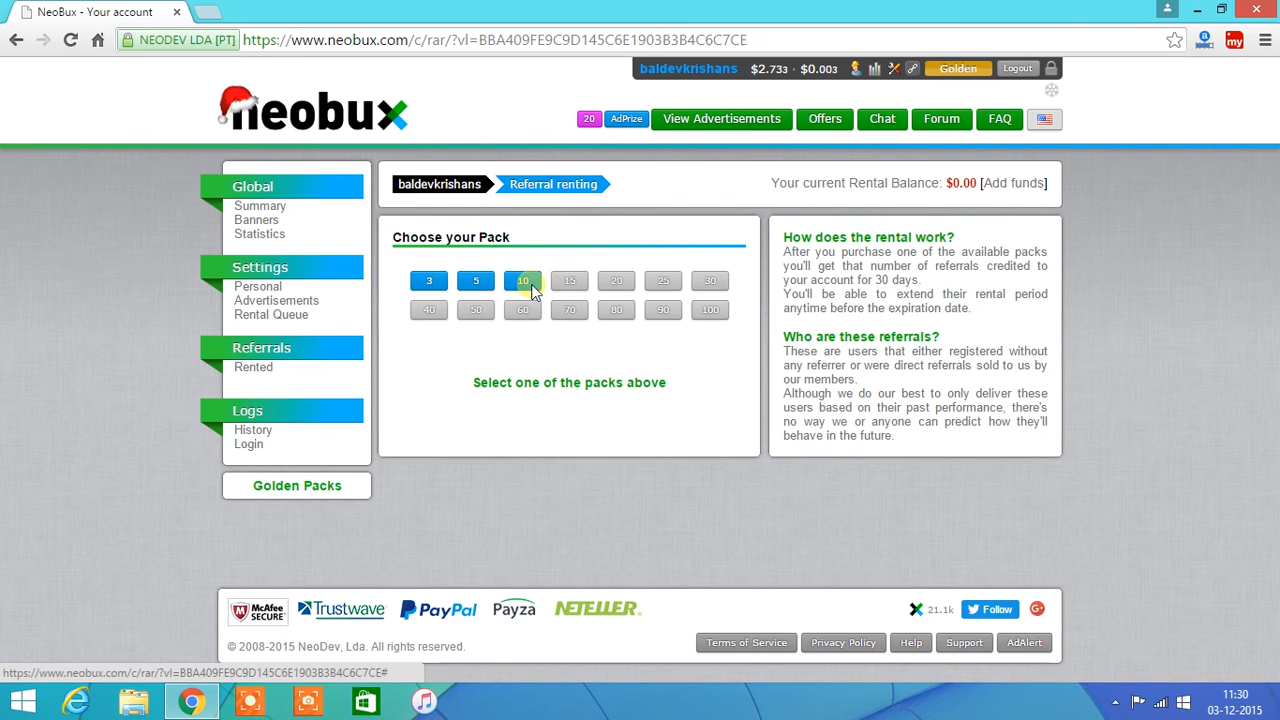 NeoBux - Your account
NEODEV LDA [PT]
https://www.neobux.com/c/rar/?vl=BBA409FE9C9D145C6E1903B3B4C6C7CE
my
baldevkrishans $2.733 · $0.003 Golden Logout
neobux
20 AdPrize View Advertisements Offers Chat Forum FAQ
Global
Summary
Banners
Statistics
Settings
Personal
Advertisements
Rental Queue
Referrals
Rented
Logs
History
Login
Golden Packs
baldevkrishans Referral renting
Your current Rental Balance: $0.00 [Add funds]
Choose your Pack
3 5 10 15 20 25 30
40 50 60 70 80 90 100
Select one of the packs above
How does the rental work?
After you purchase one of the available packs
you'll get that number of referrals credited to
your account for 30 days.
You'll be able to extend their rental period
anytime before the expiration date.
Who are these referrals?
These are users that either registered without
any referrer or were direct referrals sold to us by
our members.
Although we do our best to only deliver these
users based on their past performance, there's
no way we or anyone can predict how they'll
behave in the future.
McAfee SECURE Trustwave PayPal Payza NETELLER 21.1k Follow
© 2008-2015 NeoDev, Lda. All rights reserved.
Terms of Service Privacy Policy Help Support AdAlert
https://www.neobux.com/c/rar/?vl=BBA409FE9C9D145C6E1903B3B4C6C7CE#
11:30
03-12-2015